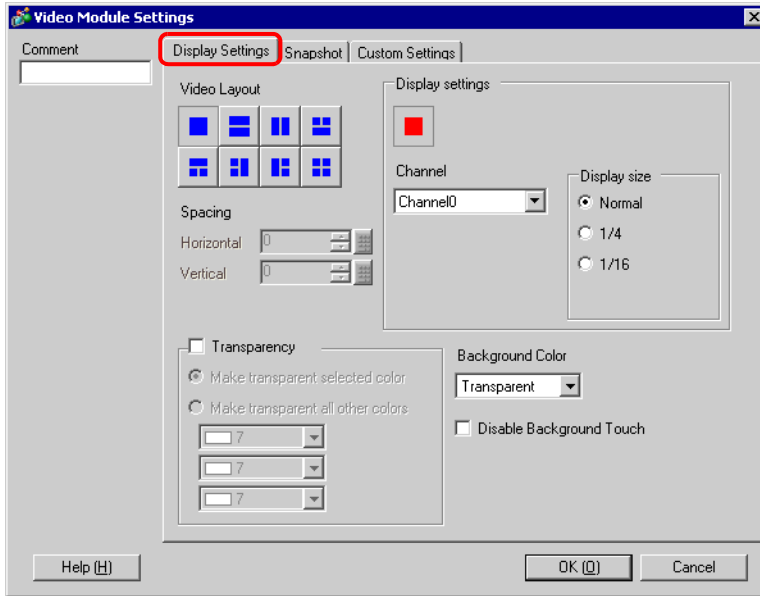 Video Module Settings
Comment
Display Settings
Snapshot
Custom Settings
Video Layout
Display settings
Channel
Channel0
Display size
Normal
1/4
1/16
Spacing
Horizontal
0
Vertical
0
Transparency
Make transparent selected color
Make transparent all other colors
7
7
7
Background Color
Transparent
Disable Background Touch
Help (H)
OK (O)
Cancel